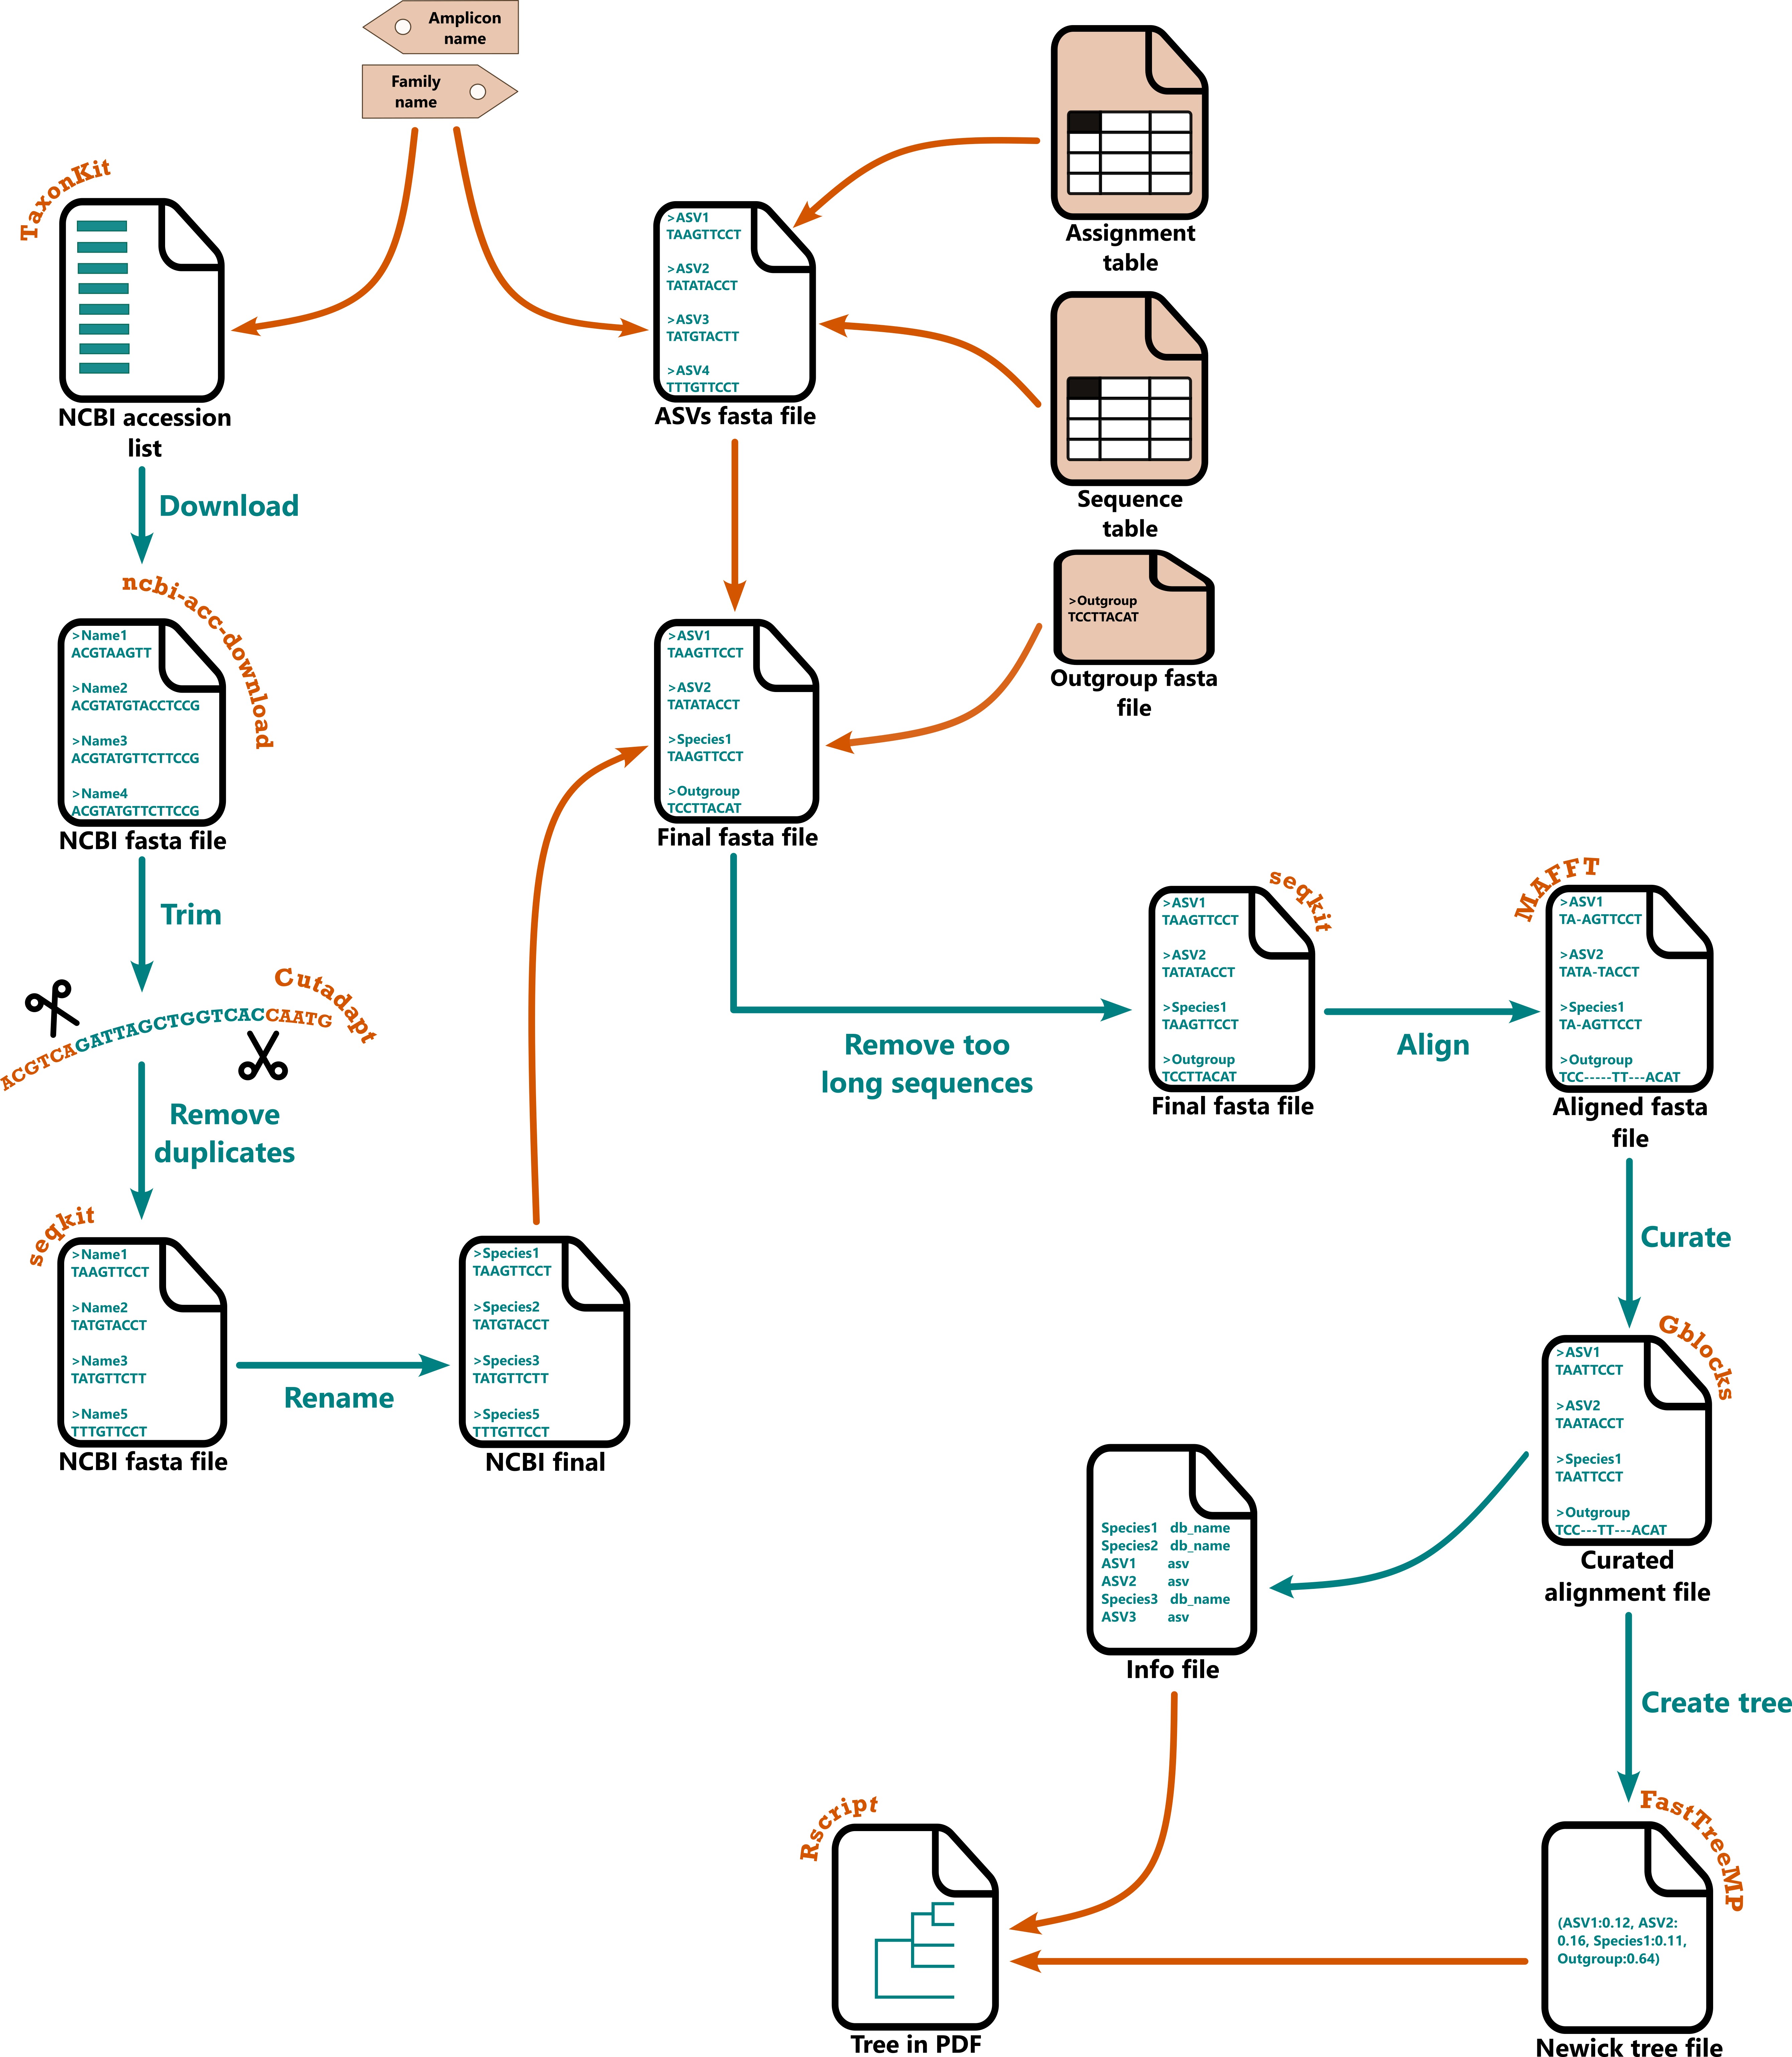 Amplicon
name
Family
name
TaxonKit
NCBI accession
list
>ASV1
TAAGTTCCT
>ASV2
TATATACCT
>ASV3
TATGTACTT
>ASV4
TTTGTTCCT
ASVs fasta file
Assignment
table
Sequence
table
>Outgroup
TCCTTACAT
Outgroup fasta
file
Download
ncbi-acc-download
>Name1
ACGTAAGTT
>Name2
ACGTATGTACCTCCG
>Name3
ACGTATGTTCTTCCG
>Name4
ACGTATGTTCTTCCG
NCBI fasta file
>ASV1
TAAGTTCCT
>ASV2
TATATACCT
>Species1
TAAGTTCCT
>Outgroup
TCCTTACAT
Final fasta file
Trim
Cutadapt
ACGTCAGATTAGCTGGTCACCAATG
Remove
duplicates
seqkit
>Name1
TAAGTTCCT
>Name2
TATGTACCT
>Name3
TATGTTCTT
>Name5
TTTGTTCCT
NCBI fasta file
Rename
>Species1
TAAGTTCCT
>Species2
TATGTACCT
>Species3
TATGTTCTT
>Species5
TTTGTTCCT
NCBI final
Remove too
long sequences
seqkit
>ASV1
TAAGTTCCT
>ASV2
TATATACCT
>Species1
TAAGTTCCT
>Outgroup
TCCTTACAT
Final fasta file
Align
MAFFT
>ASV1
TA-AGTTCCT
>ASV2
TATA-TACCT
>Species1
TA-AGTTCCT
>Outgroup
TCC-----TT---ACAT
Aligned fasta
file
Curate
Gblocks
>ASV1
TAATTCCT
>ASV2
TAATACCT
>Species1
TAATTCCT
>Outgroup
TCC---TT---ACAT
Curated
alignment file
Species1 db_name
Species2 db_name
ASV1 asv
ASV2 asv
Species3 db_name
ASV3 asv
Info file
Create tree
FastTreeMP
(ASV1:0.12, ASV2:
0.16, Species1:0.11,
Outgroup:0.64)
Newick tree file
Rscript
Tree in PDF